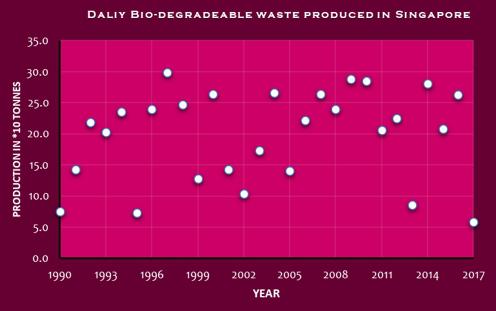 Daliy Bio-degradeable waste produced in Singapore
35.0
30.0
25.0
20.0
15.0
10.0
5.0
0.0
PRODUCTION IN *10 TONNES
1990 1993 1996 1999 2002 2005 2008 2011 2014 2017
YEAR